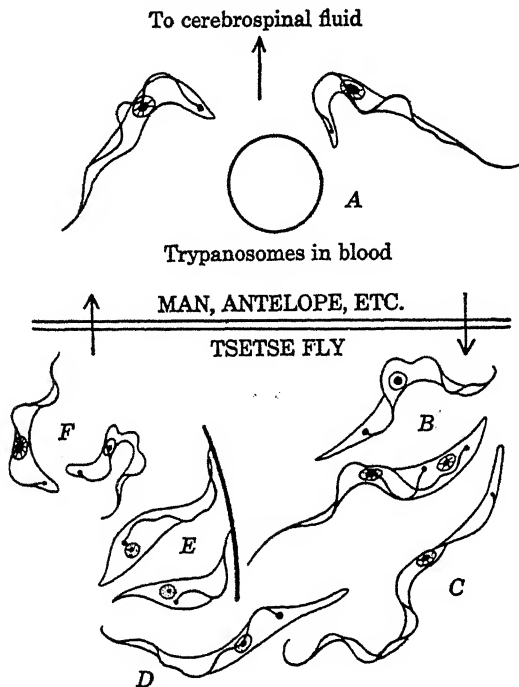 To cerebrospinal fluid
A
Trypanosomes in blood
MAN, ANTELOPE, ETC.
TSETSE FLY
B
F
E
C
D